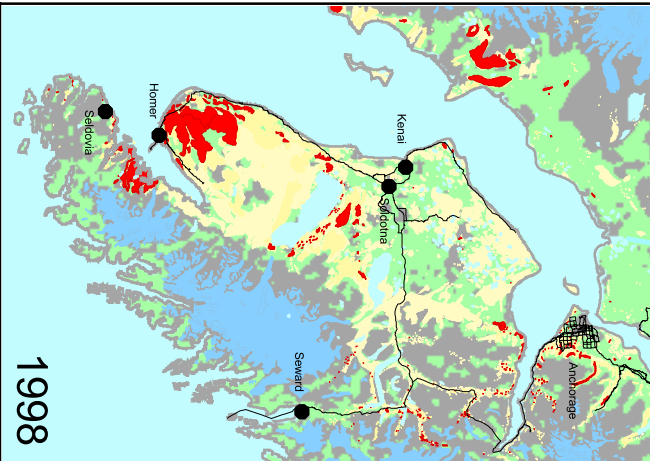 Homer
Seldovia
Kenai
Soldotna
Seward
Anchorage
1998